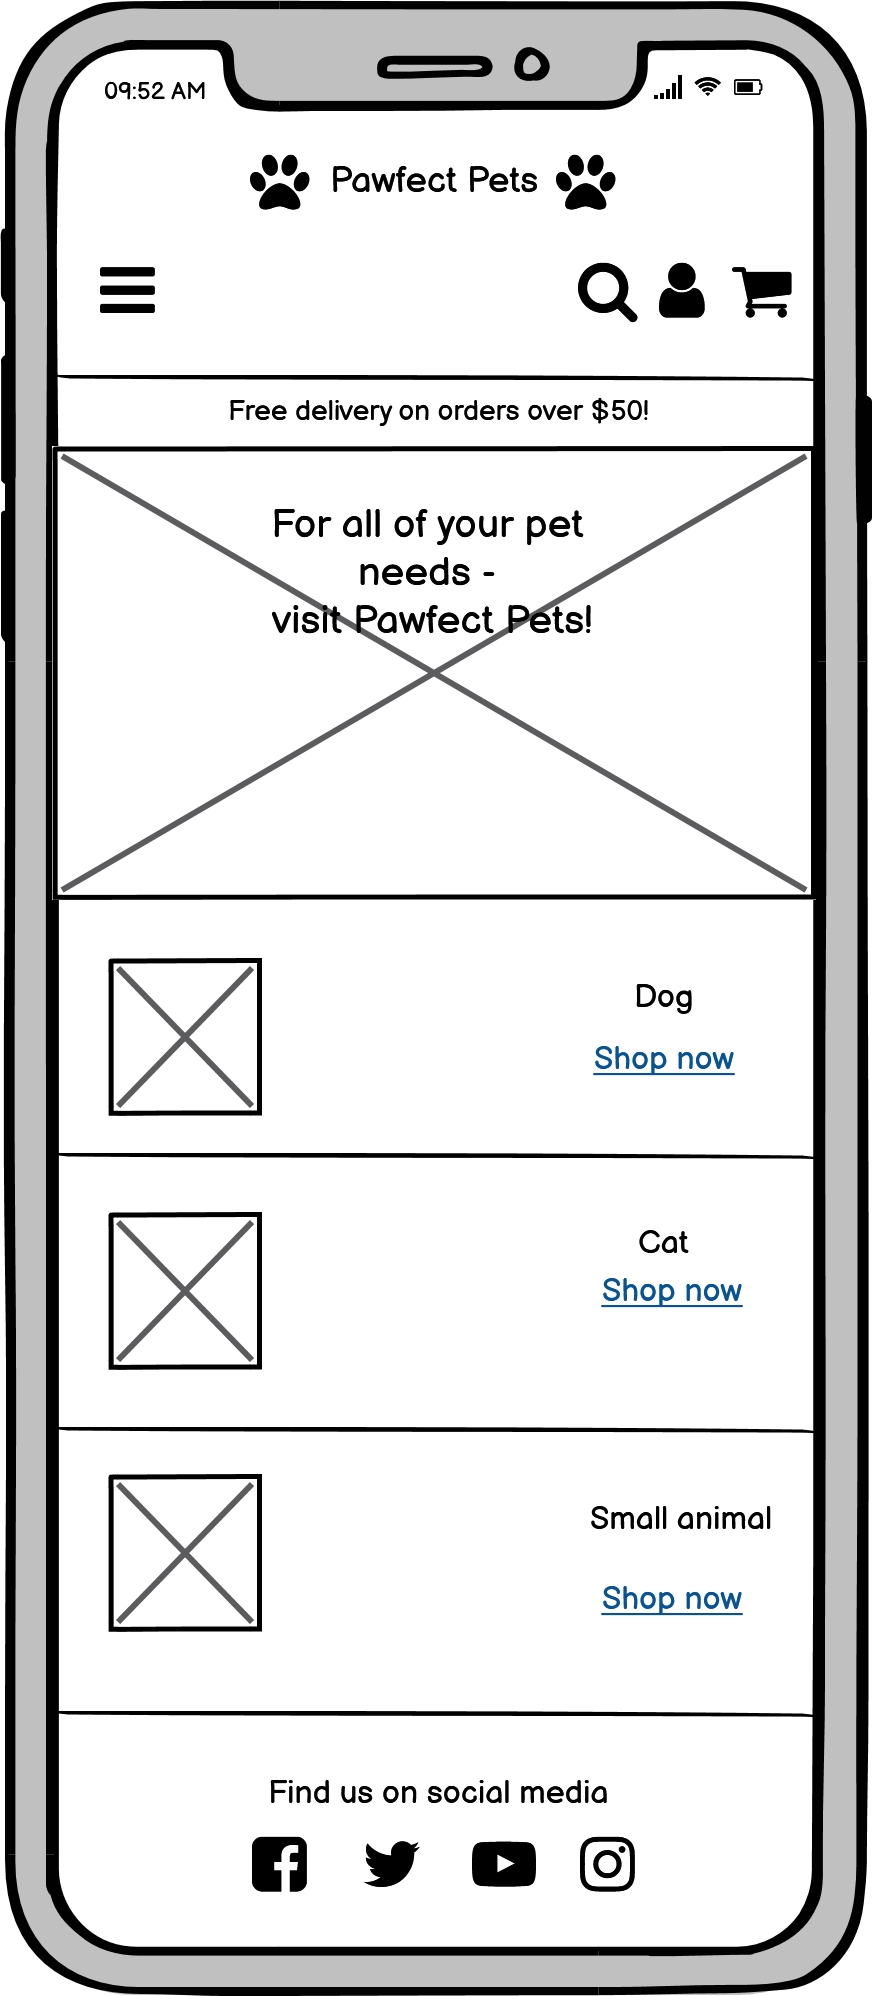 09:52 AM
Pawfect Pets
Free delivery on orders over $50!
For all of your pet
needs -
visit Pawfect Pets!
Dog
Shop now
Cat
Shop now
Small animal
Shop now
Find us on social media